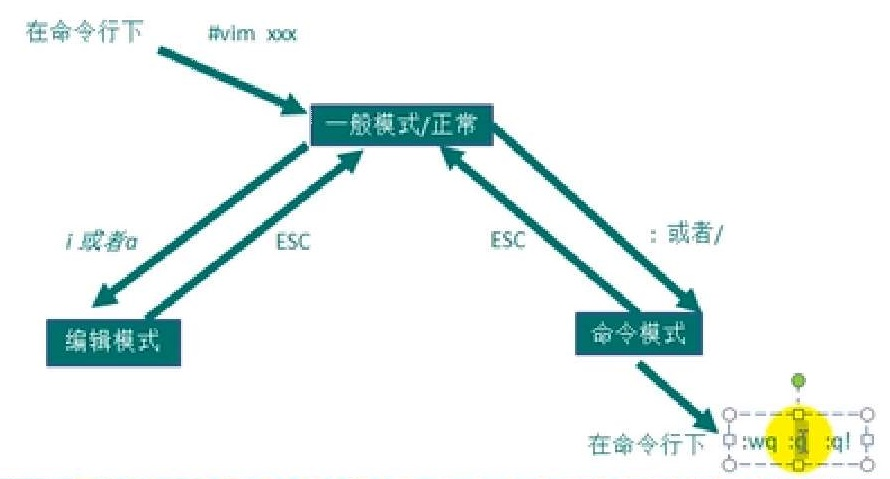 在命令行下 #vim xxx
一般模式/正常
i 或者a
ESC
ESC
: 或者/
编辑模式
命令模式
在命令行下 :wq :q :q!